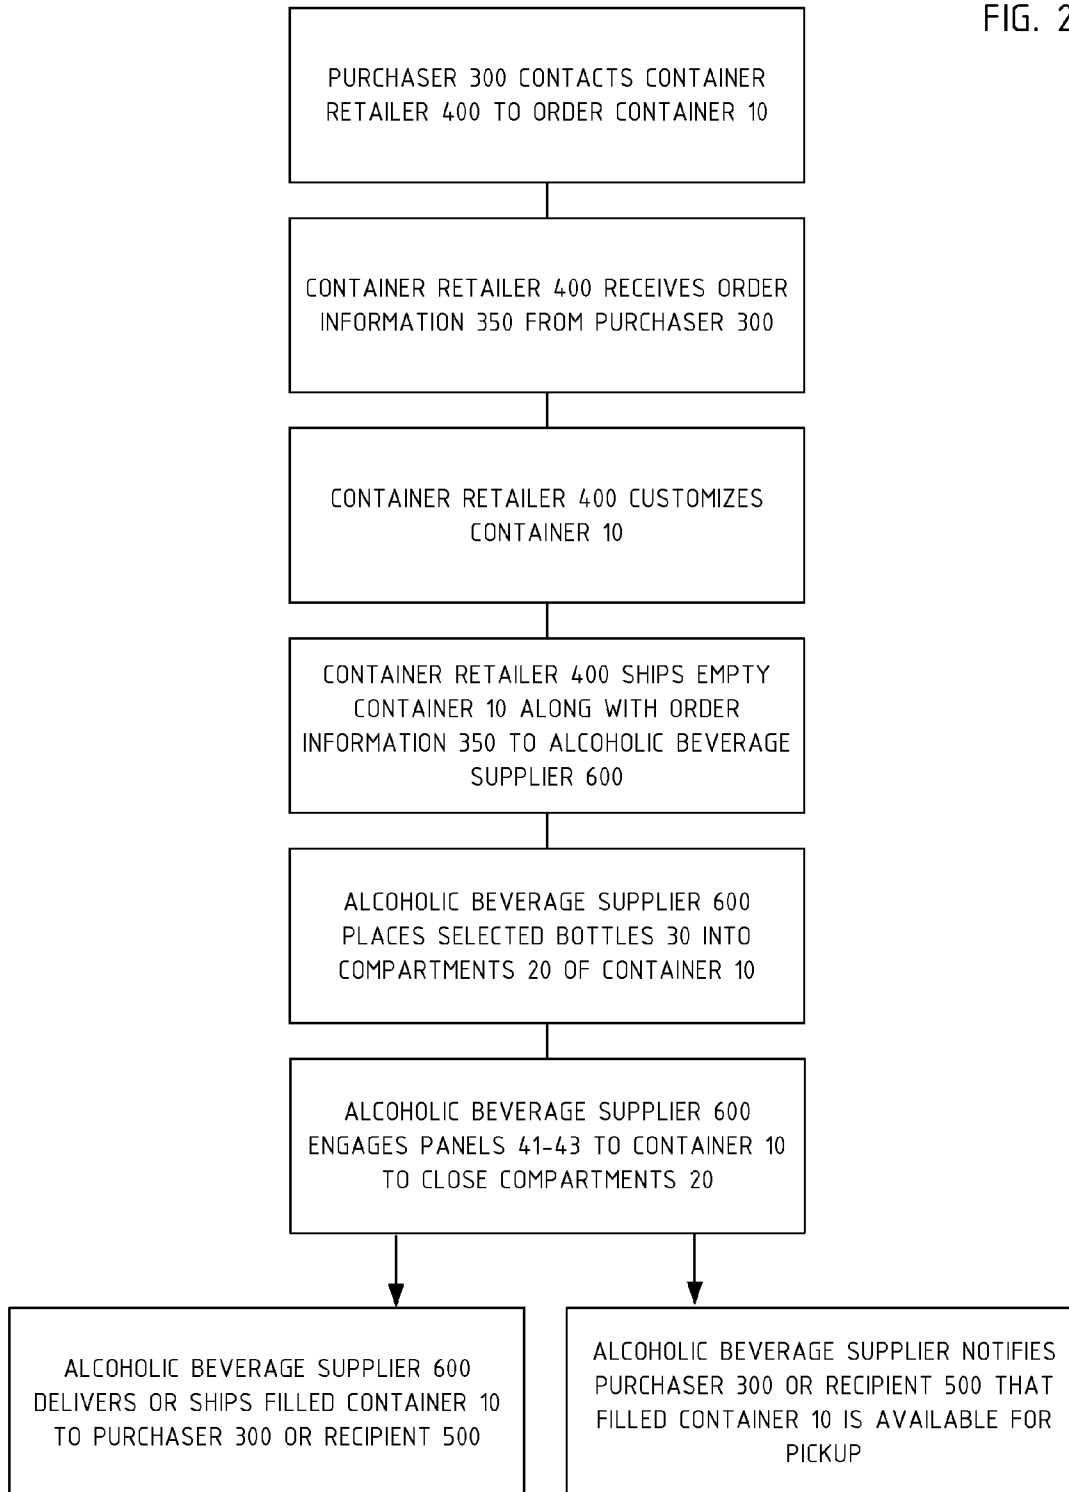 FIG. 2
PURCHASER 300 CONTACTS CONTAINER
RETAILER 400 TO ORDER CONTAINER 10
CONTAINER RETAILER 400 RECEIVES ORDER
INFORMATION 350 FROM PURCHASER 300
CONTAINER RETAILER 400 CUSTOMIZES
CONTAINER 10
CONTAINER RETAILER 400 SHIPS EMPTY
CONTAINER 10 ALONG WITH ORDER
INFORMATION 350 TO ALCOHOLIC BEVERAGE
SUPPLIER 600
ALCOHOLIC BEVERAGE SUPPLIER 600
PLACES SELECTED BOTTLES 30 INTO
COMPARTMENTS 20 OF CONTAINER 10
ALCOHOLIC BEVERAGE SUPPLIER 600
ENGAGES PANELS 41-43 TO CONTAINER 10
TO CLOSE COMPARTMENTS 20
ALCOHOLIC BEVERAGE SUPPLIER 600
DELIVERS OR SHIPS FILLED CONTAINER 10
TO PURCHASER 300 OR RECIPIENT 500
ALCOHOLIC BEVERAGE SUPPLIER NOTIFIES
PURCHASER 300 OR RECIPIENT 500 THAT
FILLED CONTAINER 10 IS AVAILABLE FOR
PICKUP